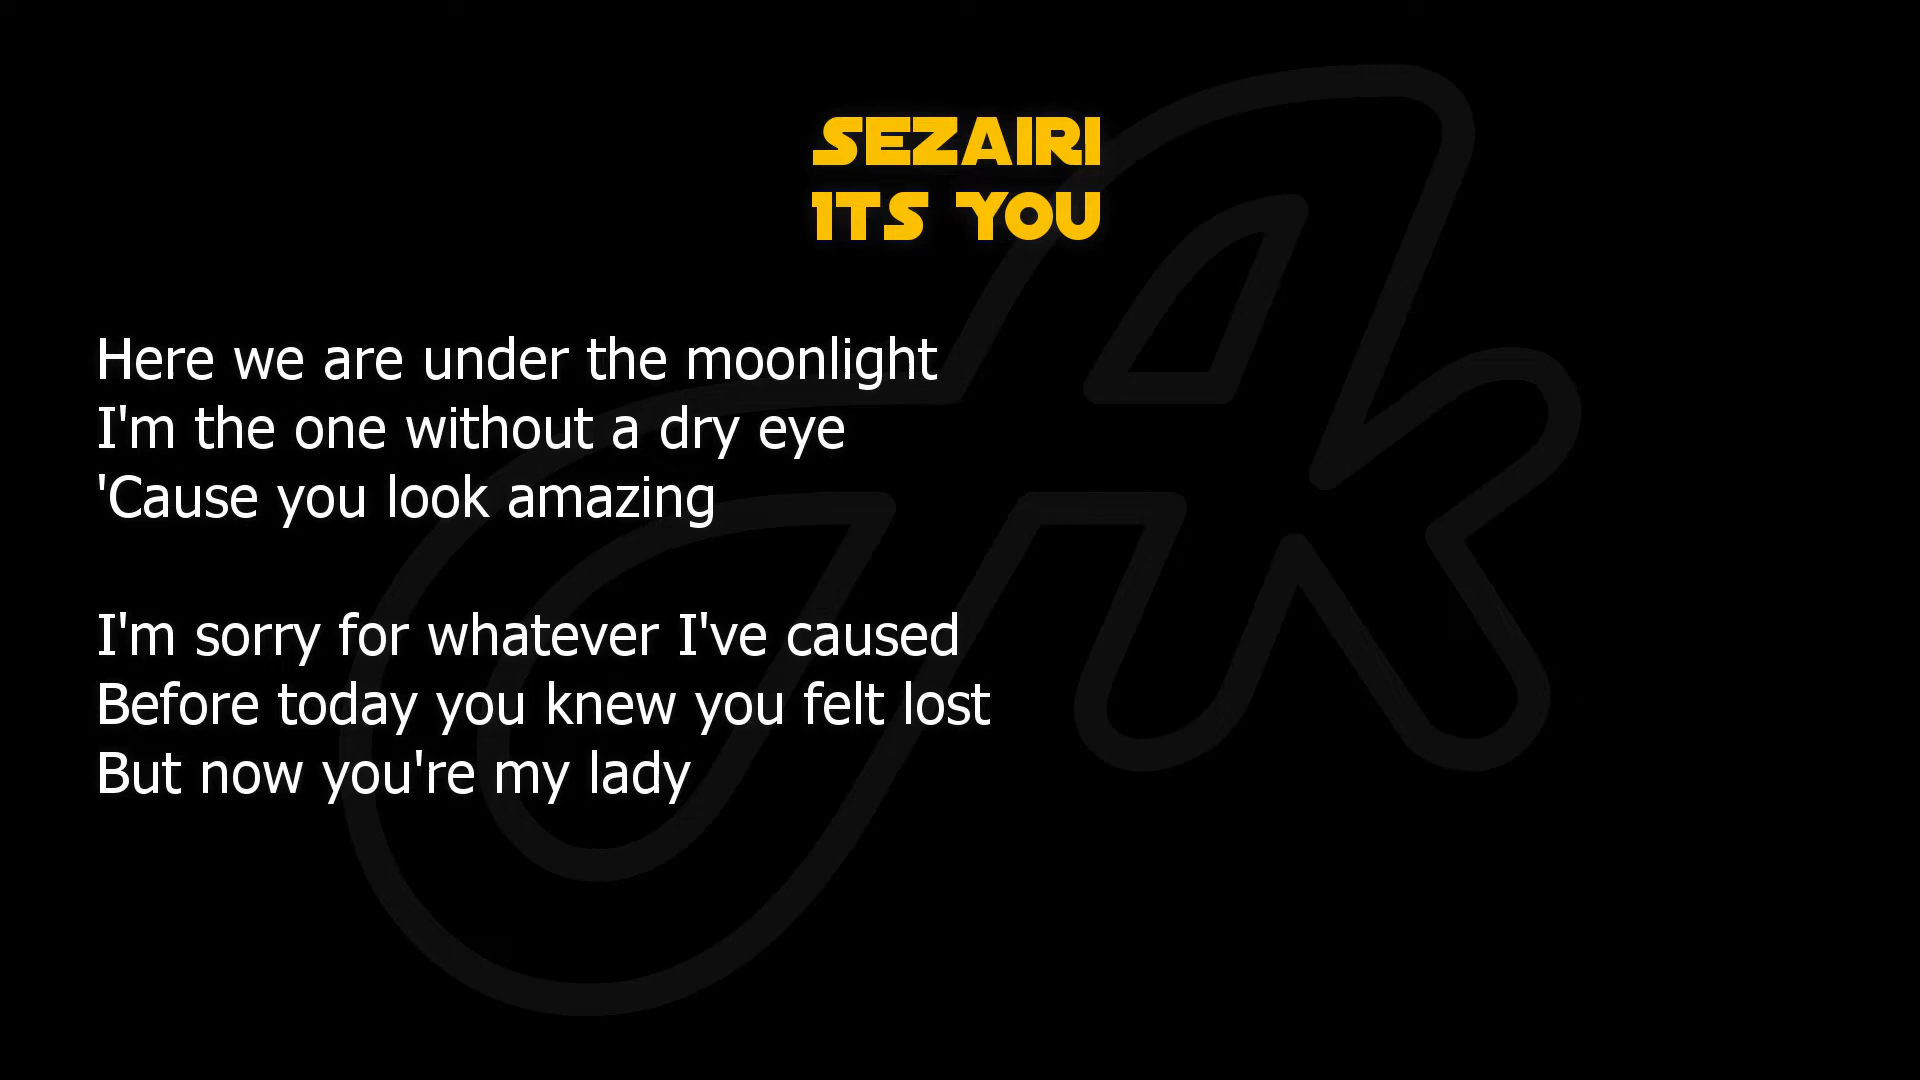 SEZAIRI
ITS YOU
Here we are under the moonlight
I'm the one without a dry eye
'Cause you look amazing
I'm sorry for whatever I've caused
Before today you knew you felt lost
But now you're my lady